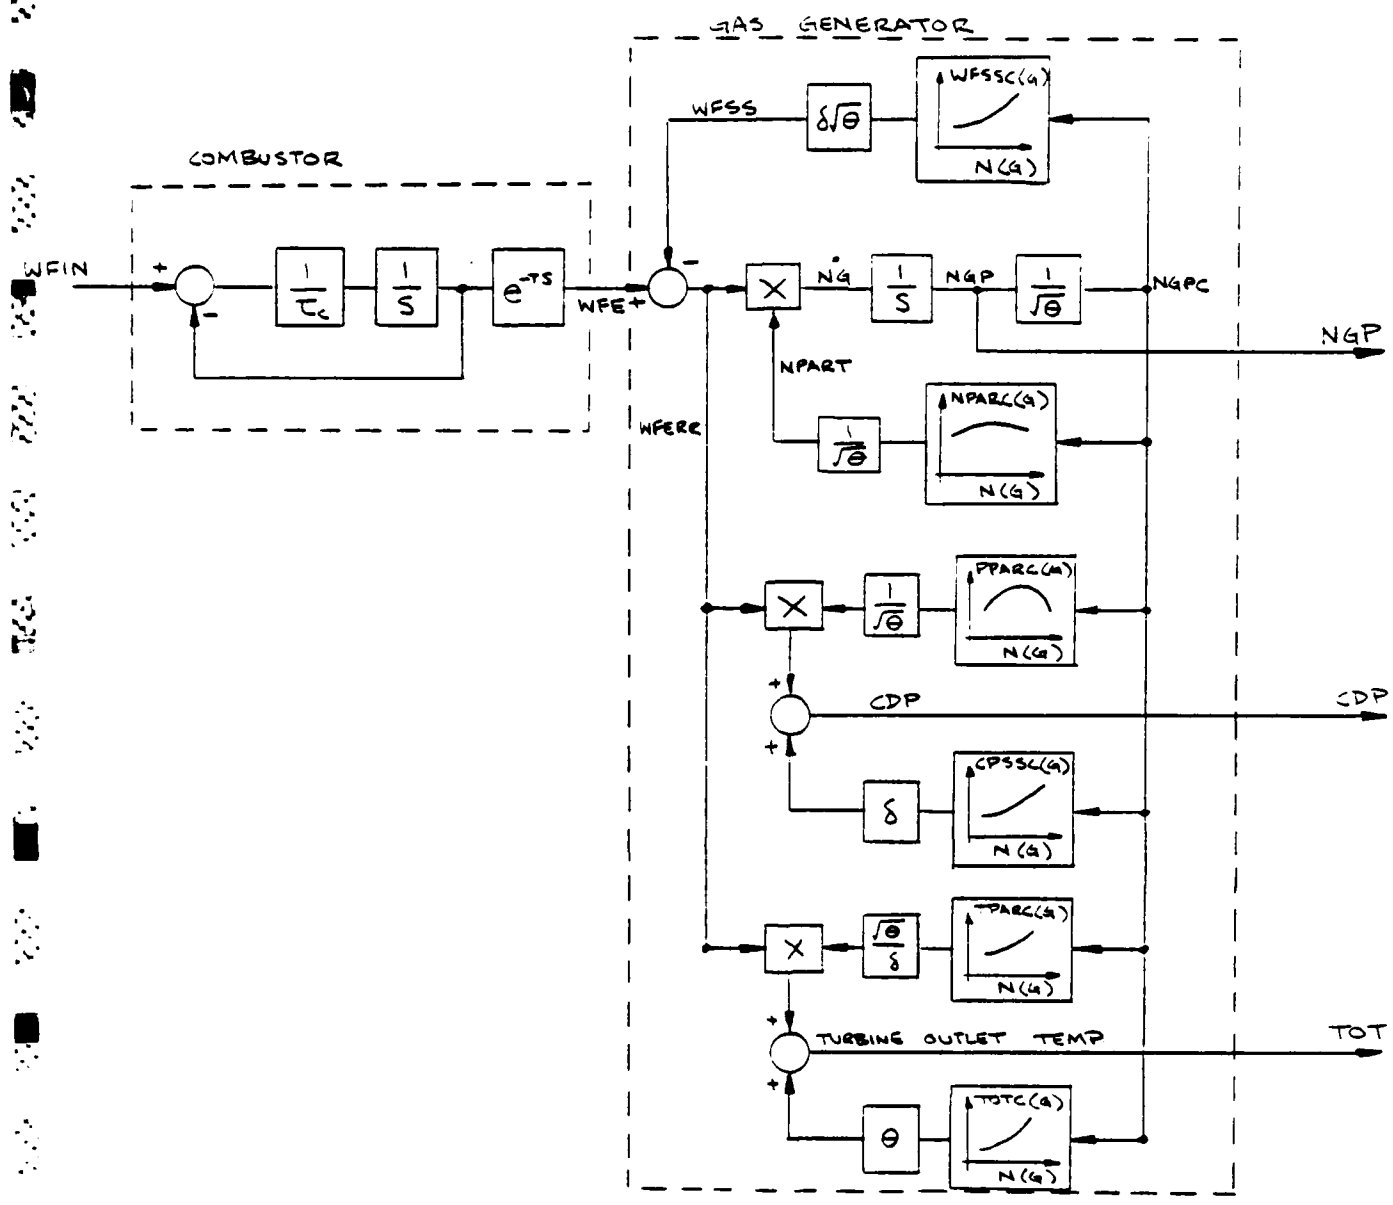 GAS GENERATOR
WFSSC(G)
N(G)
δ√θ
WFSS
COMBUSTOR
WFIN
+
-
1/τc
1/S
e^-TS
WFE +
-
X
ṄG
1/S
NGP
1/√θ
NGPC
NGP
NPART
NPARC(G)
N(G)
1/√θ
WFERR
PPARC(G)
N(G)
1/√θ
X
+
CDP
CDP
+
CPSSC(G)
N(G)
δ
TPARC(G)
N(G)
√θ/δ
X
+
TURBINE OUTLET TEMP
TOT
+
TOTC(G)
N(G)
θ